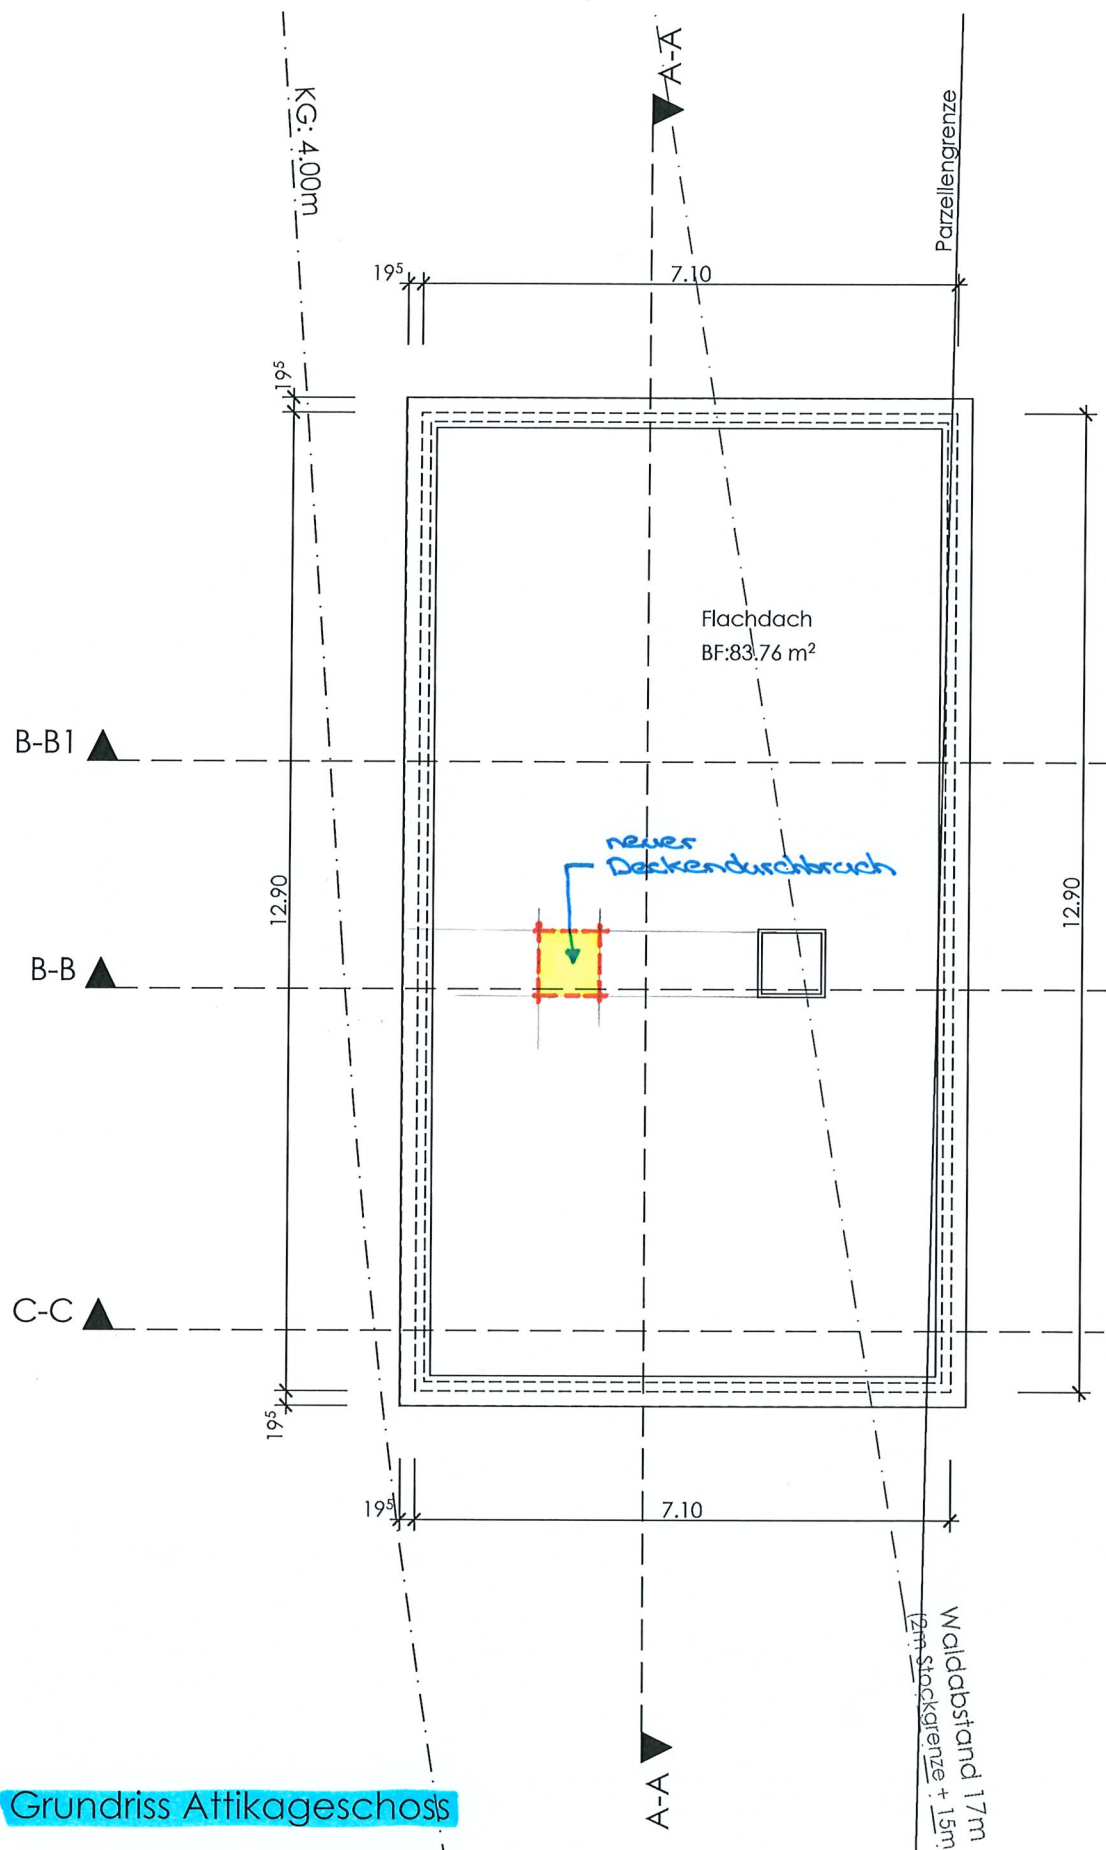 A-A
KG: 4.00m
Parzellengrenze
19⁵
7.10
19⁵
Flachdach
BF:83.76 m²
B-B1
neuer
Deckendurchbruch
12.90
12.90
B-B
C-C
19⁵
19⁵
7.10
Waldabstand 17m
(2m Stockgrenze + 15m
A-A
Grundriss Attikageschoss